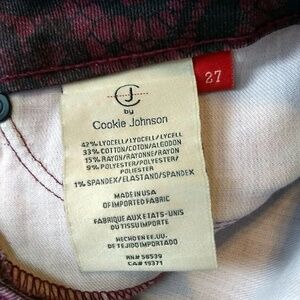 CJ
by
Cookie Johnson
27
42% LYOCELL/LYOCELL/LYCELL
33% COTTON/COTON/ALGODON
15% RAYON/RAYONNE/RAYON
9% POLYESTER/POLYESTER/
POLIESTER
1% SPANDEX/ELASTANO/SPANDEX
MADE IN USA
OF IMPORTED FABRIC
FABRIQUE AUX ETATS-UNIS
DU TISSU IMPORTE
HECHO EN EE.UU.
DE TEJIDO IMPORTADO
RN# 56539
CA# 19371